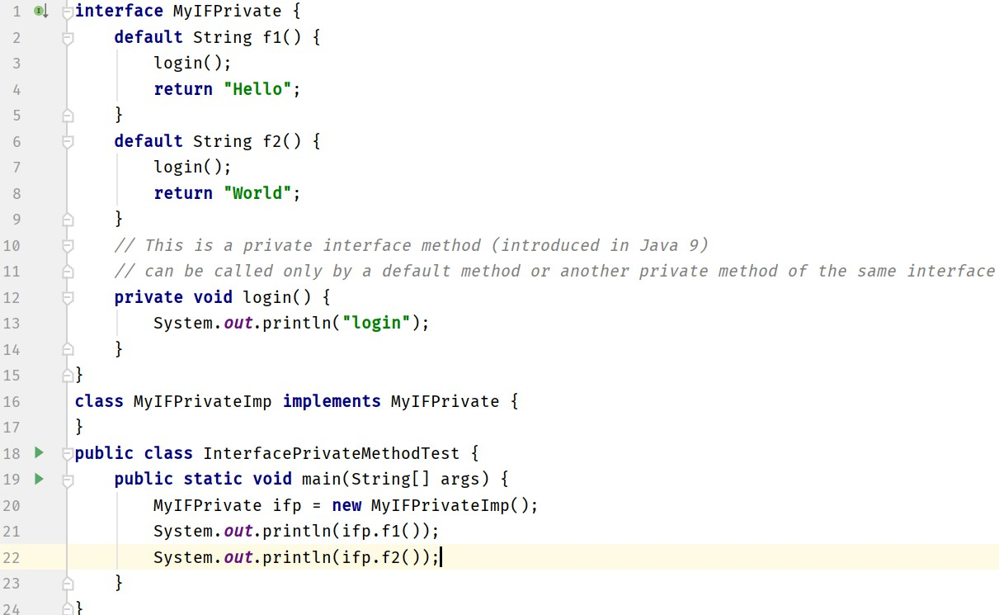 1 interface MyIFPrivate {
2     default String f1() {
3         login();
4         return "Hello";
5     }
6     default String f2() {
7         login();
8         return "World";
9     }
10     // This is a private interface method (introduced in Java 9)
11     // can be called only by a default method or another private method of the same interface
12     private void login() {
13         System.out.println("login");
14     }
15 }
16 class MyIFPrivateImp implements MyIFPrivate {
17 }
18 public class InterfacePrivateMethodTest {
19     public static void main(String[] args) {
20         MyIFPrivate ifp = new MyIFPrivateImp();
21         System.out.println(ifp.f1());
22         System.out.println(ifp.f2());
23     }
24 }